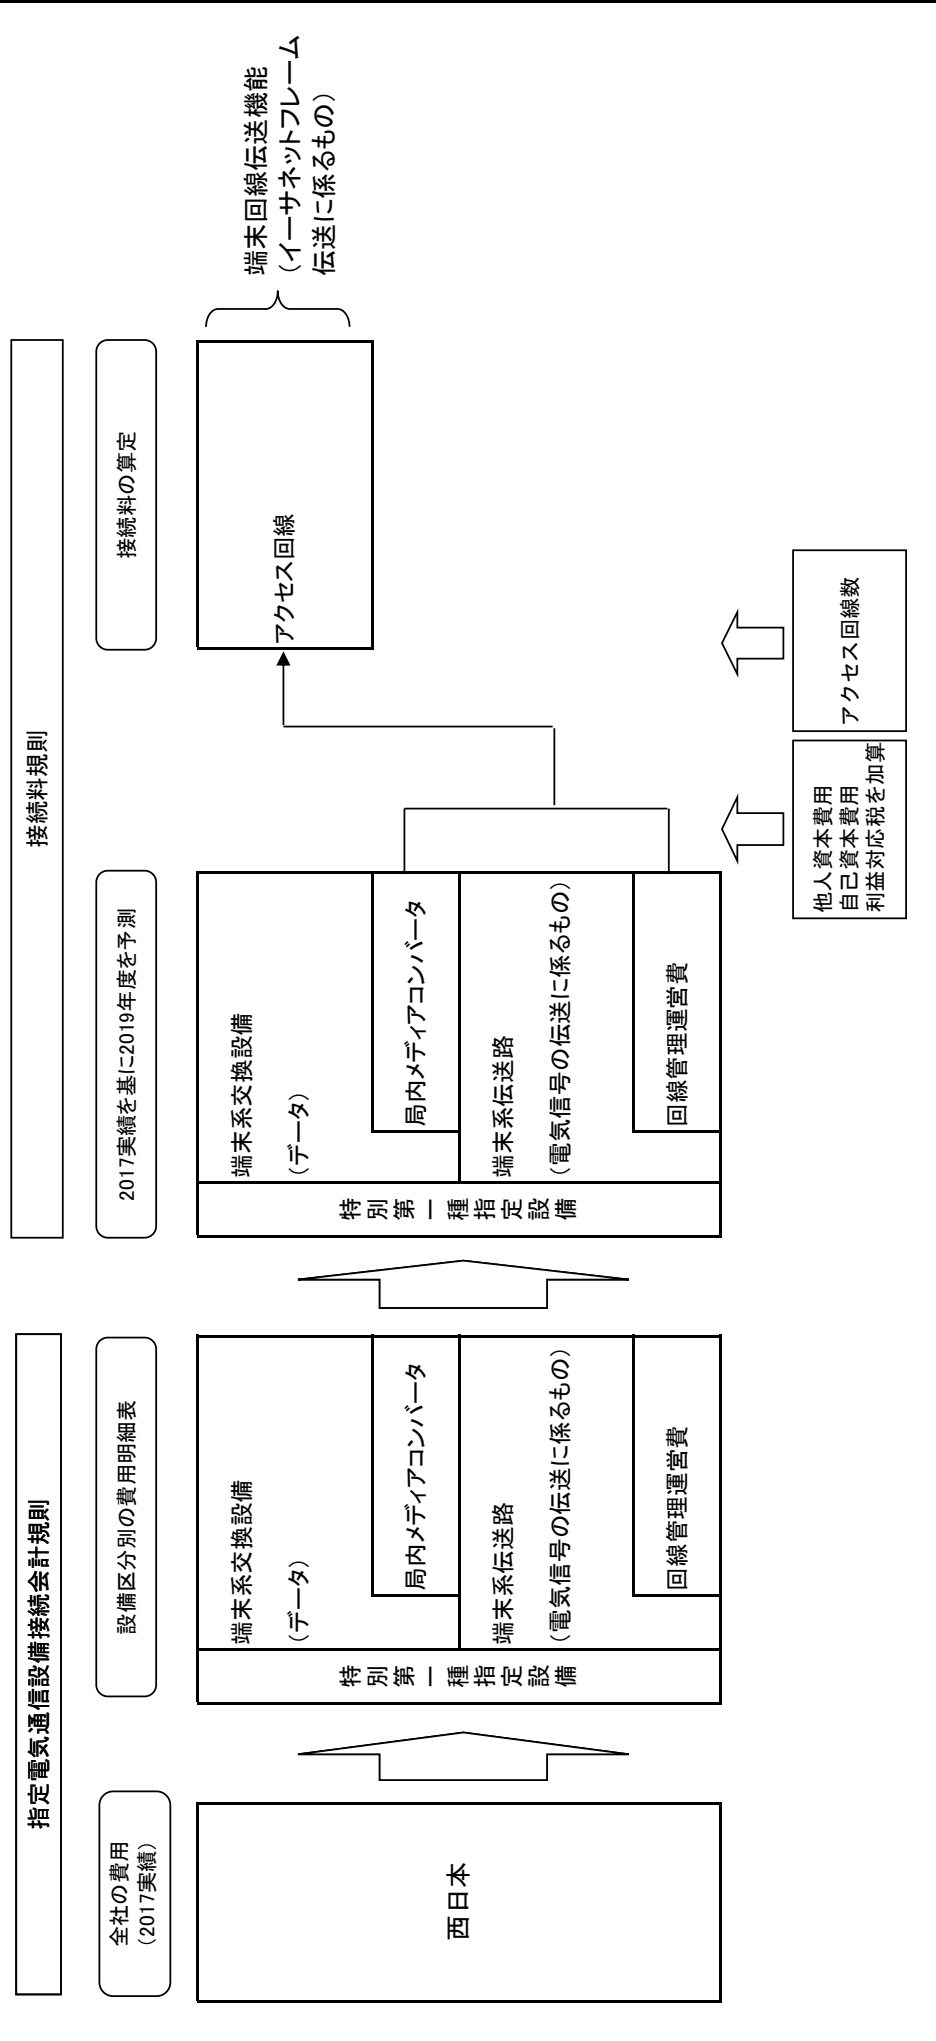 指定電気通信設備接続会計規則
接続料規則
全社の費用
（2017実績）
設備区分別の費用明細表
2017実績を基に2019年度を予測
接続料の算定
西日本
特別第一種指定設備
端末系交換設備
（データ）
局内メディアコンバータ
端末系伝送路
（電気信号の伝送に係るもの）
回線管理運営費
特別第一種指定設備
端末系交換設備
（データ）
局内メディアコンバータ
端末系伝送路
（電気信号の伝送に係るもの）
回線管理運営費
アクセス回線
端末回線伝送機能
（イーサネットフレーム
伝送に係るもの）
他人資本費用
自己資本費用
利益対応税を加算
アクセス回線数